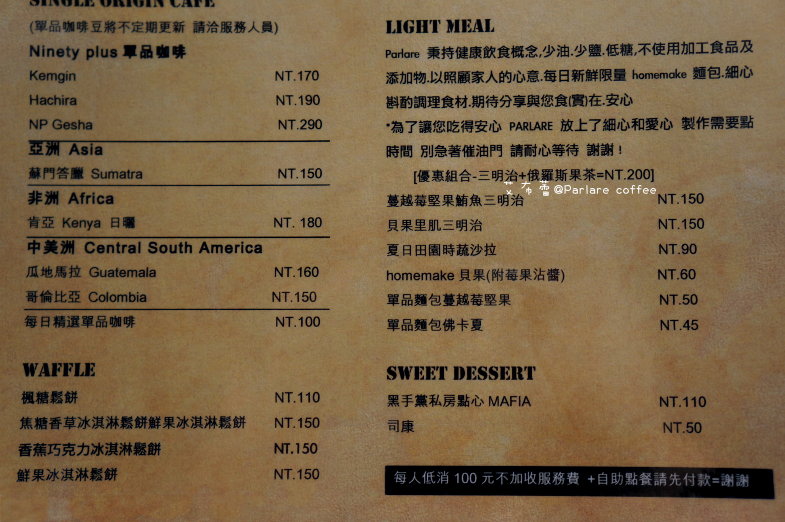 SINGLE ORIGIN CAFE
(單品咖啡豆將不定期更新 請洽服務人員)
Ninety plus 單品咖啡
Kemgin NT.170
Hachira NT.190
NP Gesha NT.290
亞洲 Asia
蘇門答臘 Sumatra NT.150
非洲 Africa
肯亞 Kenya 日曬 NT. 180
中美洲 Central South America
瓜地馬拉 Guatemala NT.160
哥倫比亞 Colombia NT.150
每日精選單品咖啡 NT.100
WAFFLE
楓糖鬆餅 NT.110
焦糖香草冰淇淋鬆餅鮮果冰淇淋鬆餅 NT.150
香蕉巧克力冰淇淋鬆餅 NT.150
鮮果冰淇淋鬆餅 NT.150
LIGHT MEAL
Parlare 秉持健康飲食概念,少油.少鹽.低糖,不使用加工食品及
添加物.以照顧家人的心意.每日新鮮限量 homemake 麵包.細心
斟酌調理食材.期待分享與您食(實)在.安心
*為了讓您吃得安心 PARLARE 放上了細心和愛心 製作需要點
時間 別急著催油門 請耐心等待 謝謝 !
[優惠組合-三明治+俄羅斯果茶=NT.200]
艾布蕾@Parlare coffee
蔓越莓堅果鮪魚三明治 NT.150
貝果里肌三明治 NT.150
夏日田園時蔬沙拉 NT.90
homemake 貝果(附莓果沾醬) NT.60
單品麵包蔓越莓堅果 NT.50
單品麵包佛卡夏 NT.45
SWEET DESSERT
黑手黨私房點心 MAFIA NT.110
司康 NT.50
每人低消 100 元不加收服務費 +自助點餐請先付款=謝謝